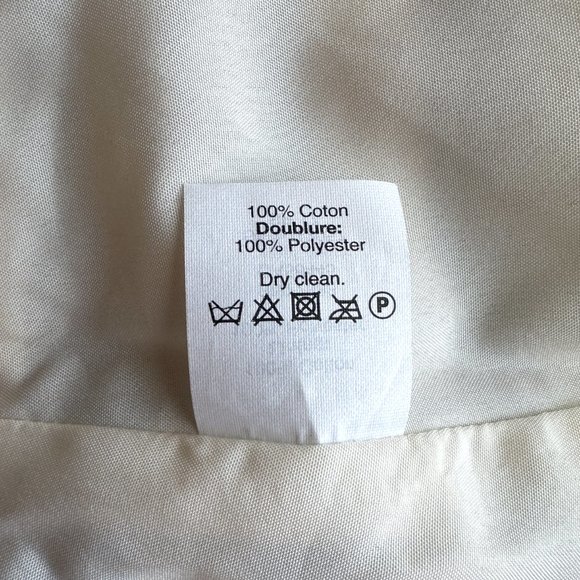 100% Coton
Doublure:
100% Polyester
Dry clean.
P